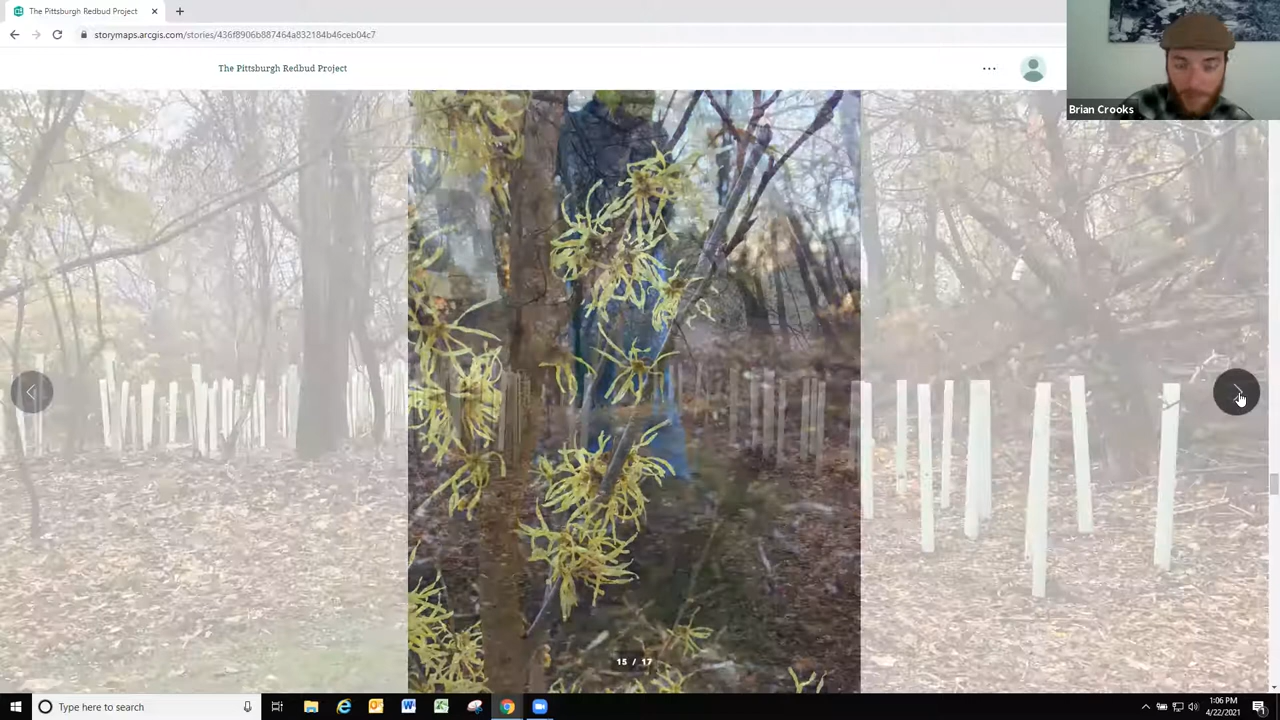 The Pittsburgh Redbud Project
storymaps.arcgis.com/stories/436f8906b887464a832184b46ceb04c7
The Pittsburgh Redbud Project
Brian Crooks
15 / 17
Type here to search
1:06 PM
4/22/2021